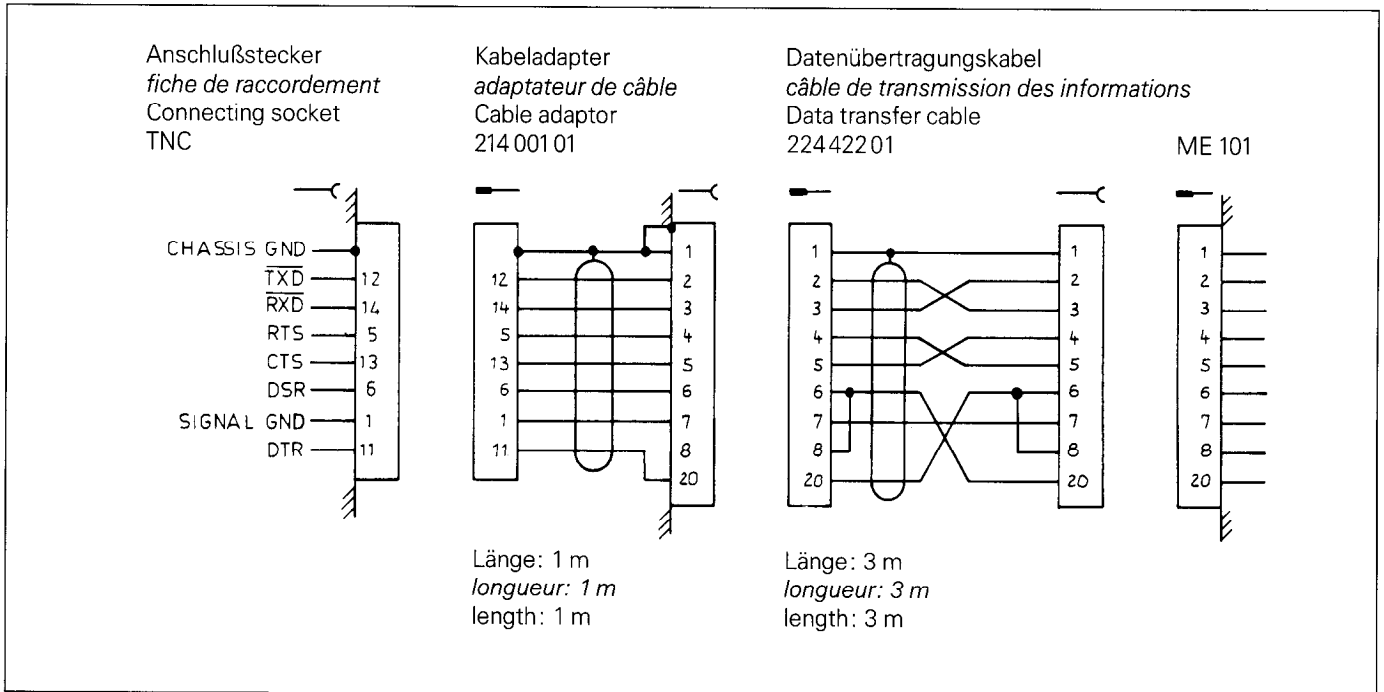 Anschlußstecker
fiche de raccordement
Connecting socket
TNC
Kabeladapter
adaptateur de câble
Cable adaptor
214 001 01
Datenübertragungskabel
câble de transmission des informations
Data transfer cable
224 422 01
ME 101
CHASSIS GND
TXD
RXD
RTS
CTS
DSR
SIGNAL GND
DTR
12
14
5
13
6
1
11
12
14
5
13
6
1
11
1
2
3
4
5
6
7
8
20
1
2
3
4
5
6
7
8
20
1
2
3
4
5
6
7
8
20
1
2
3
4
5
6
7
8
20
Länge: 1 m
longueur: 1 m
length: 1 m
Länge: 3 m
longueur: 3 m
length: 3 m